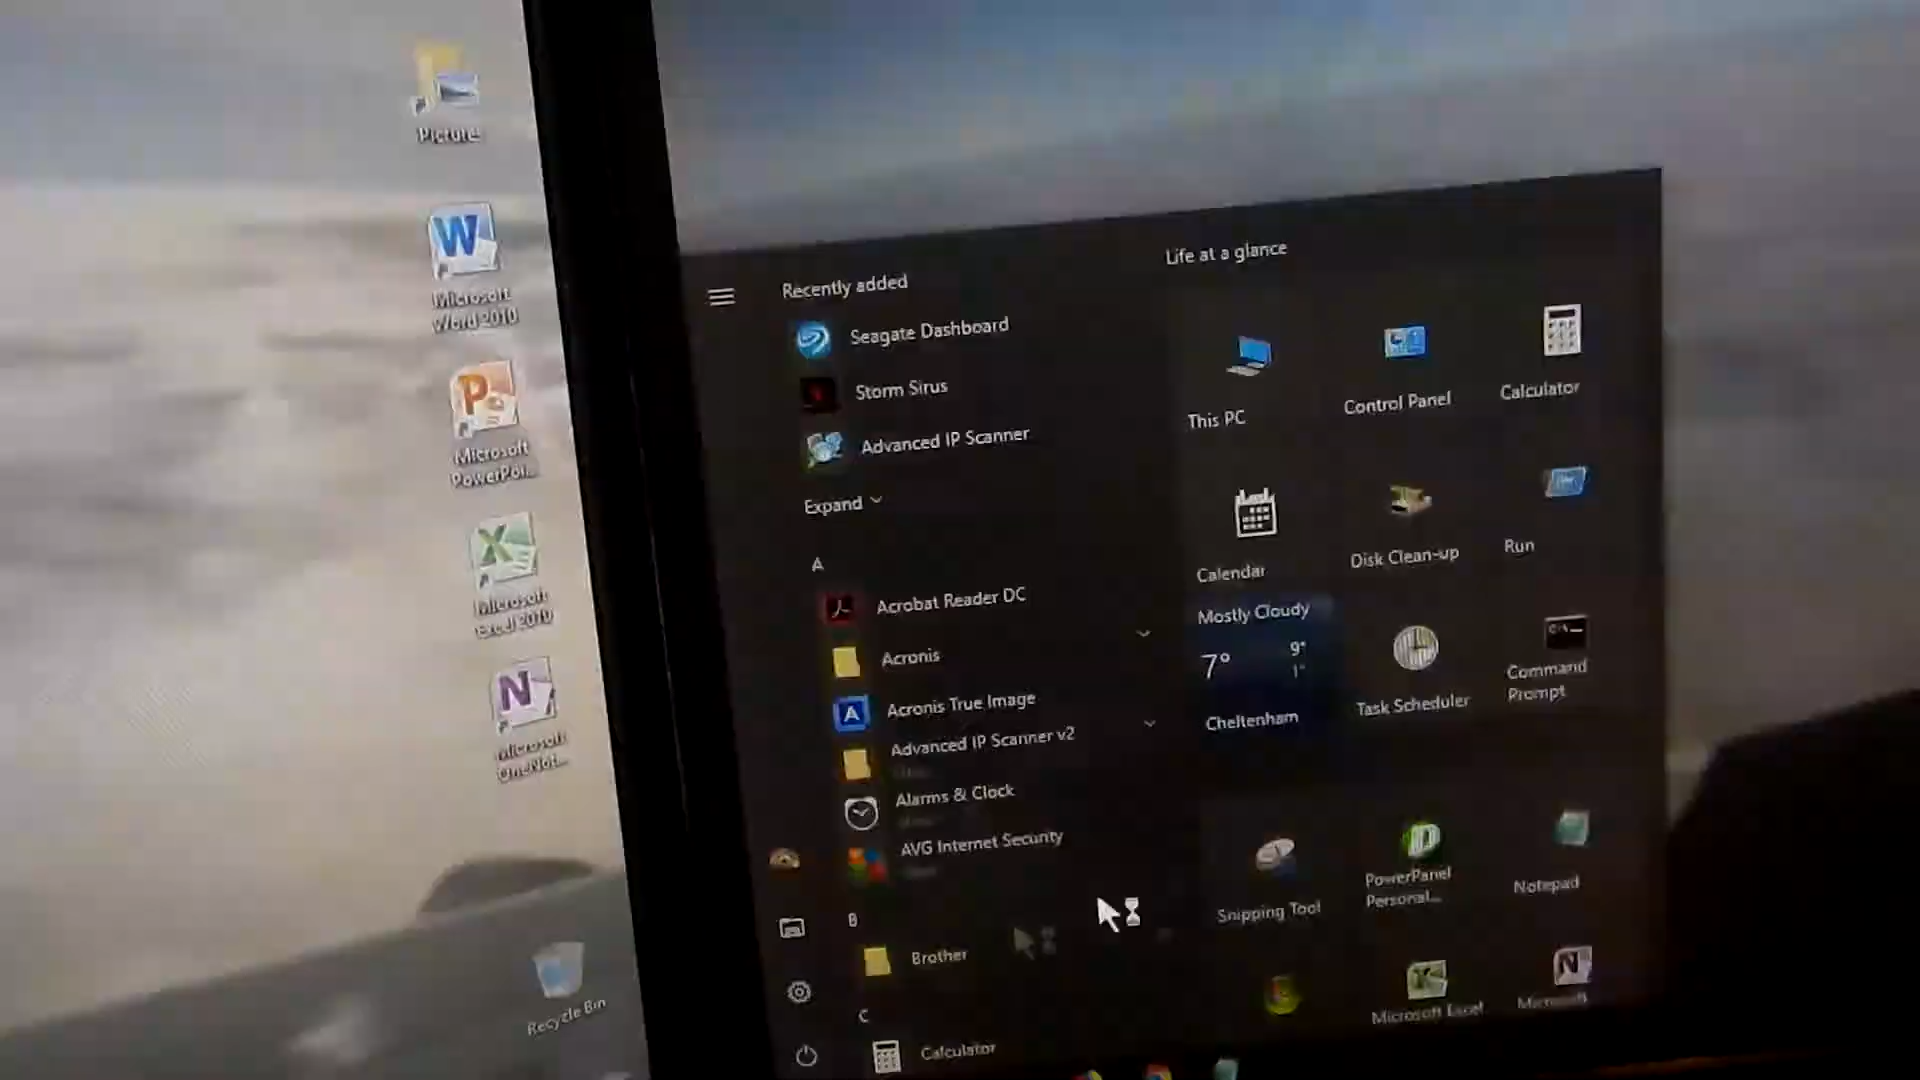 Pictures
Microsoft
Word 2010
Microsoft
PowerPoi...
Microsoft
Excel 2010
Microsoft
OneNot...
Recycle Bin
Recently added
Seagate Dashboard
Storm Sirus
Advanced IP Scanner
Expand
A
Acrobat Reader DC
Acronis
Acronis True Image
Advanced IP Scanner v2
Alarms & Clock
AVG Internet Security
B
Brother
C
Calculator
Life at a glance
This PC
Control Panel
Calculator
Calendar
Disk Clean-up
Run
Mostly Cloudy
7°
9°
1°
Cheltenham
Task Scheduler
Command
Prompt
Snipping Tool
PowerPanel
Personal...
Notepad
Microsoft Excel
Microsoft